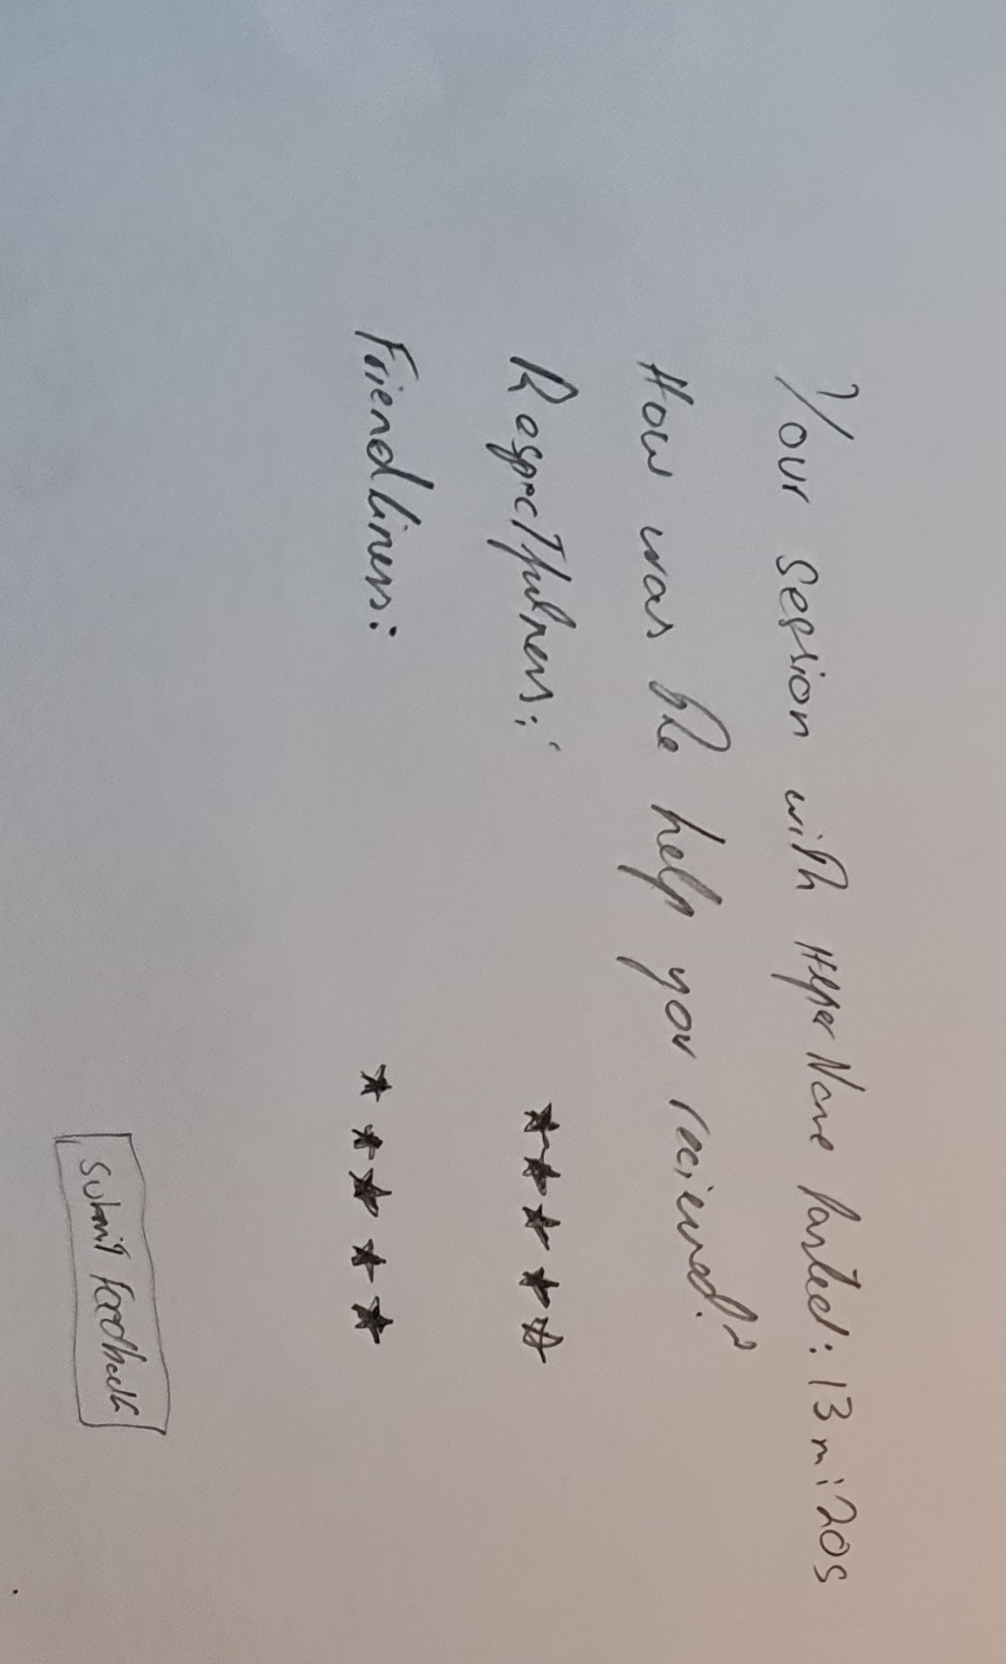 Your session with Helper Name lasted: 13m:20s
How was the help you recieved?
Respectfulness:
★★★★☆
Friendliness:
★★★★★
Submit Feedback